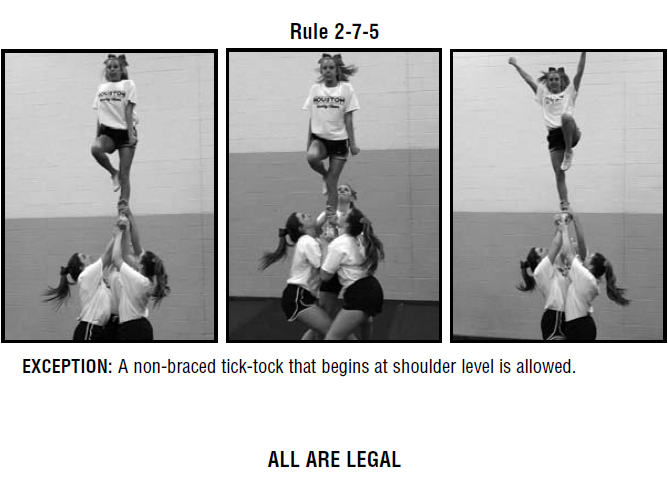 Rule 2-7-5
HOUSTON
HOUSTON
EXCEPTION: A non-braced tick-tock that begins at shoulder level is allowed.
ALL ARE LEGAL